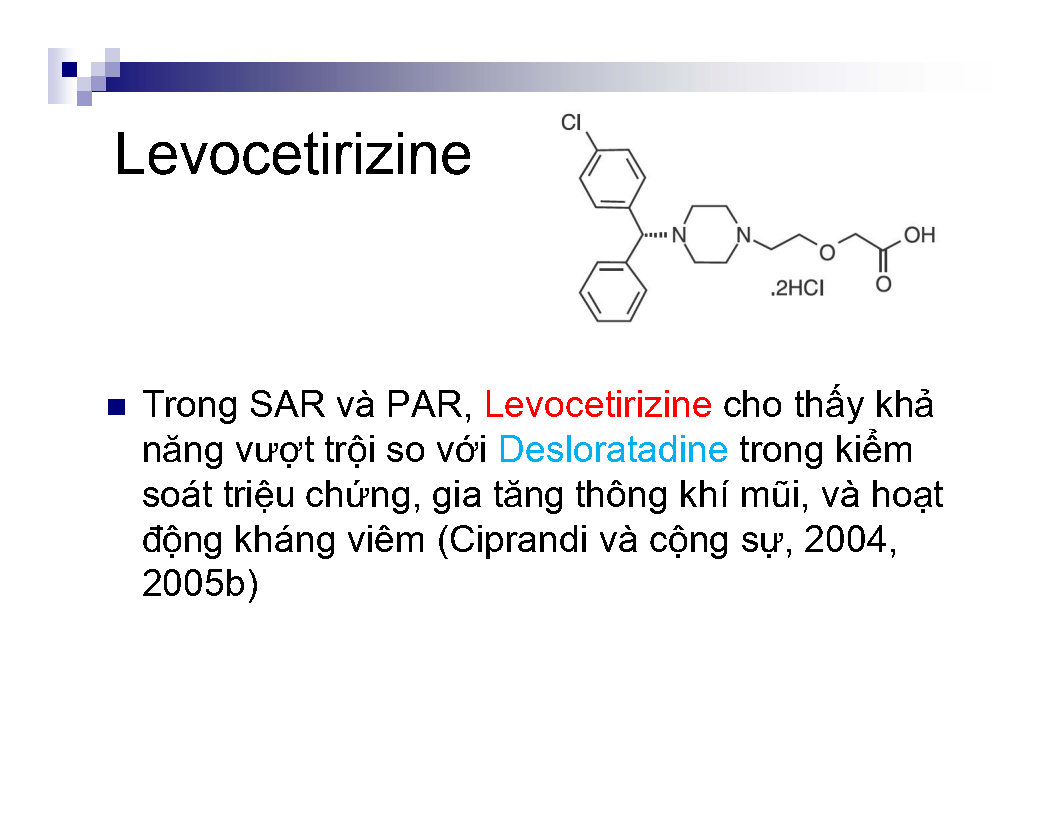 Levocetirizine
Cl
N
N
O
OH
O
.2HCl
Trong SAR và PAR, Levocetirizine cho thấy khả
năng vượt trội so với Desloratadine trong kiểm
soát triệu chứng, gia tăng thông khí mũi, và hoạt
động kháng viêm (Ciprandi và cộng sự, 2004,
2005b)